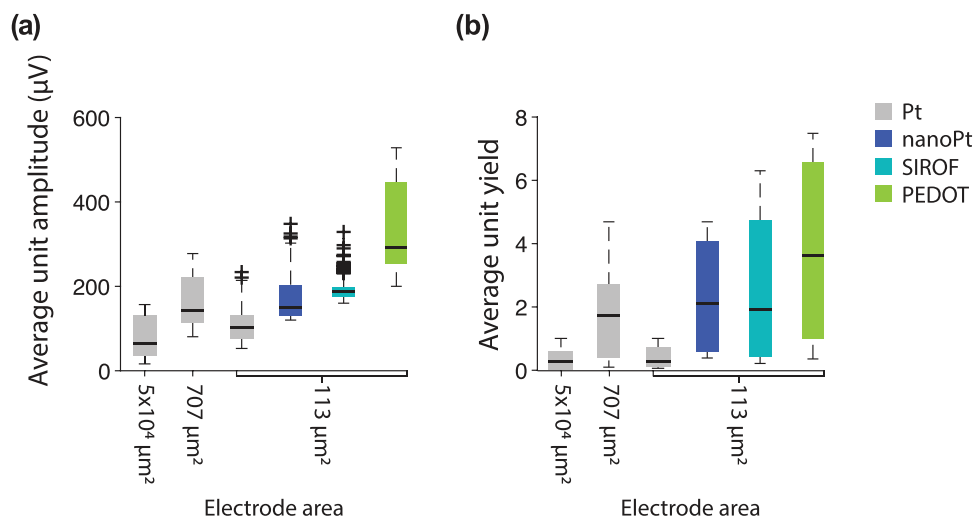 (a)
Average unit amplitude (µV)
600
400
200
0
5x10⁴ µm²
707 µm²
113 µm²
Electrode area
(b)
Average unit yield
8
6
4
2
0
5x10⁴ µm²
707 µm²
113 µm²
Electrode area
Pt
nanoPt
SIROF
PEDOT